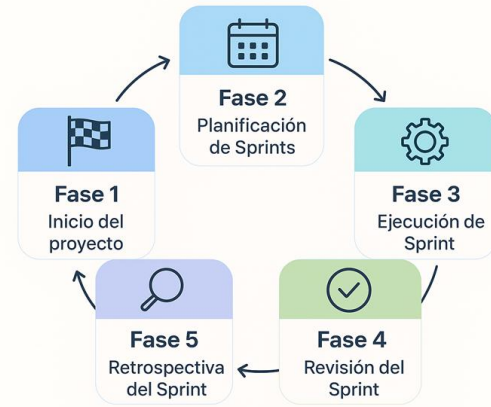 Fase 1
Inicio del
proyecto
Fase 2
Planificación
de Sprints
Fase 3
Ejecución de
Sprint
Fase 4
Revisión del
Sprint
Fase 5
Retrospectiva
del Sprint